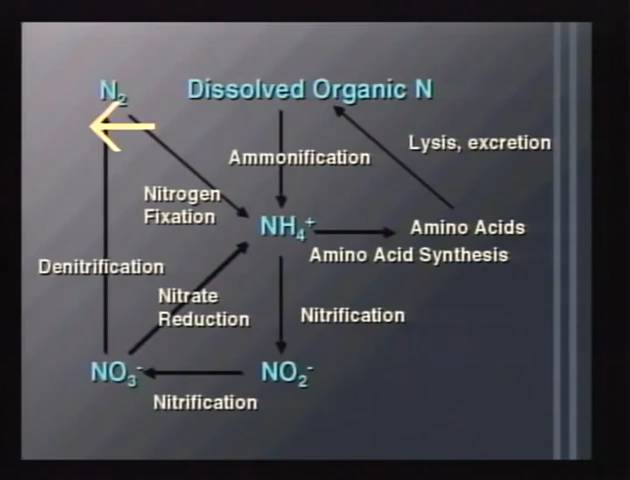 N₂
Dissolved Organic N
Ammonification
Lysis, excretion
Nitrogen
Fixation
NH₄⁺
Amino Acids
Amino Acid Synthesis
Denitrification
Nitrate
Reduction
Nitrification
NO₃⁻
NO₂⁻
Nitrification